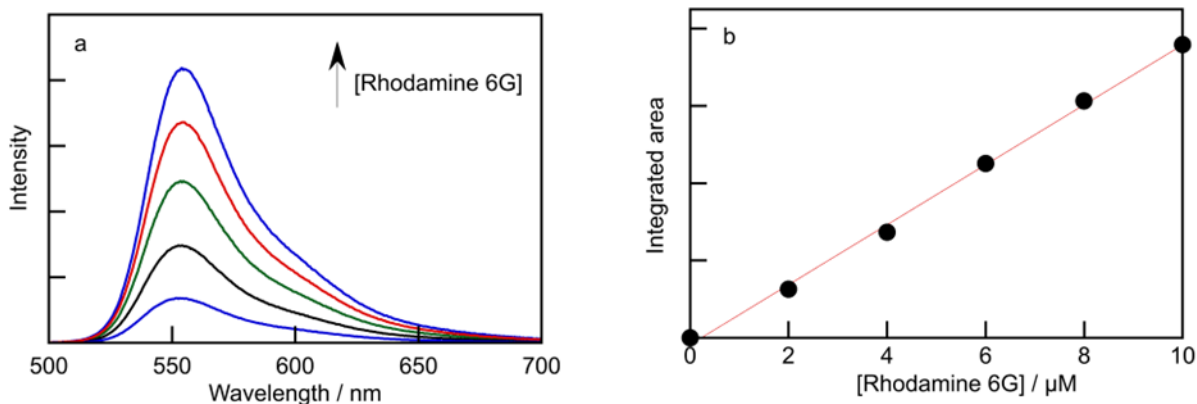 a
[Rhodamine 6G]
Intensity
500 550 600 650 700
Wavelength / nm
b
Integrated area
0 2 4 6 8 10
[Rhodamine 6G] / μM